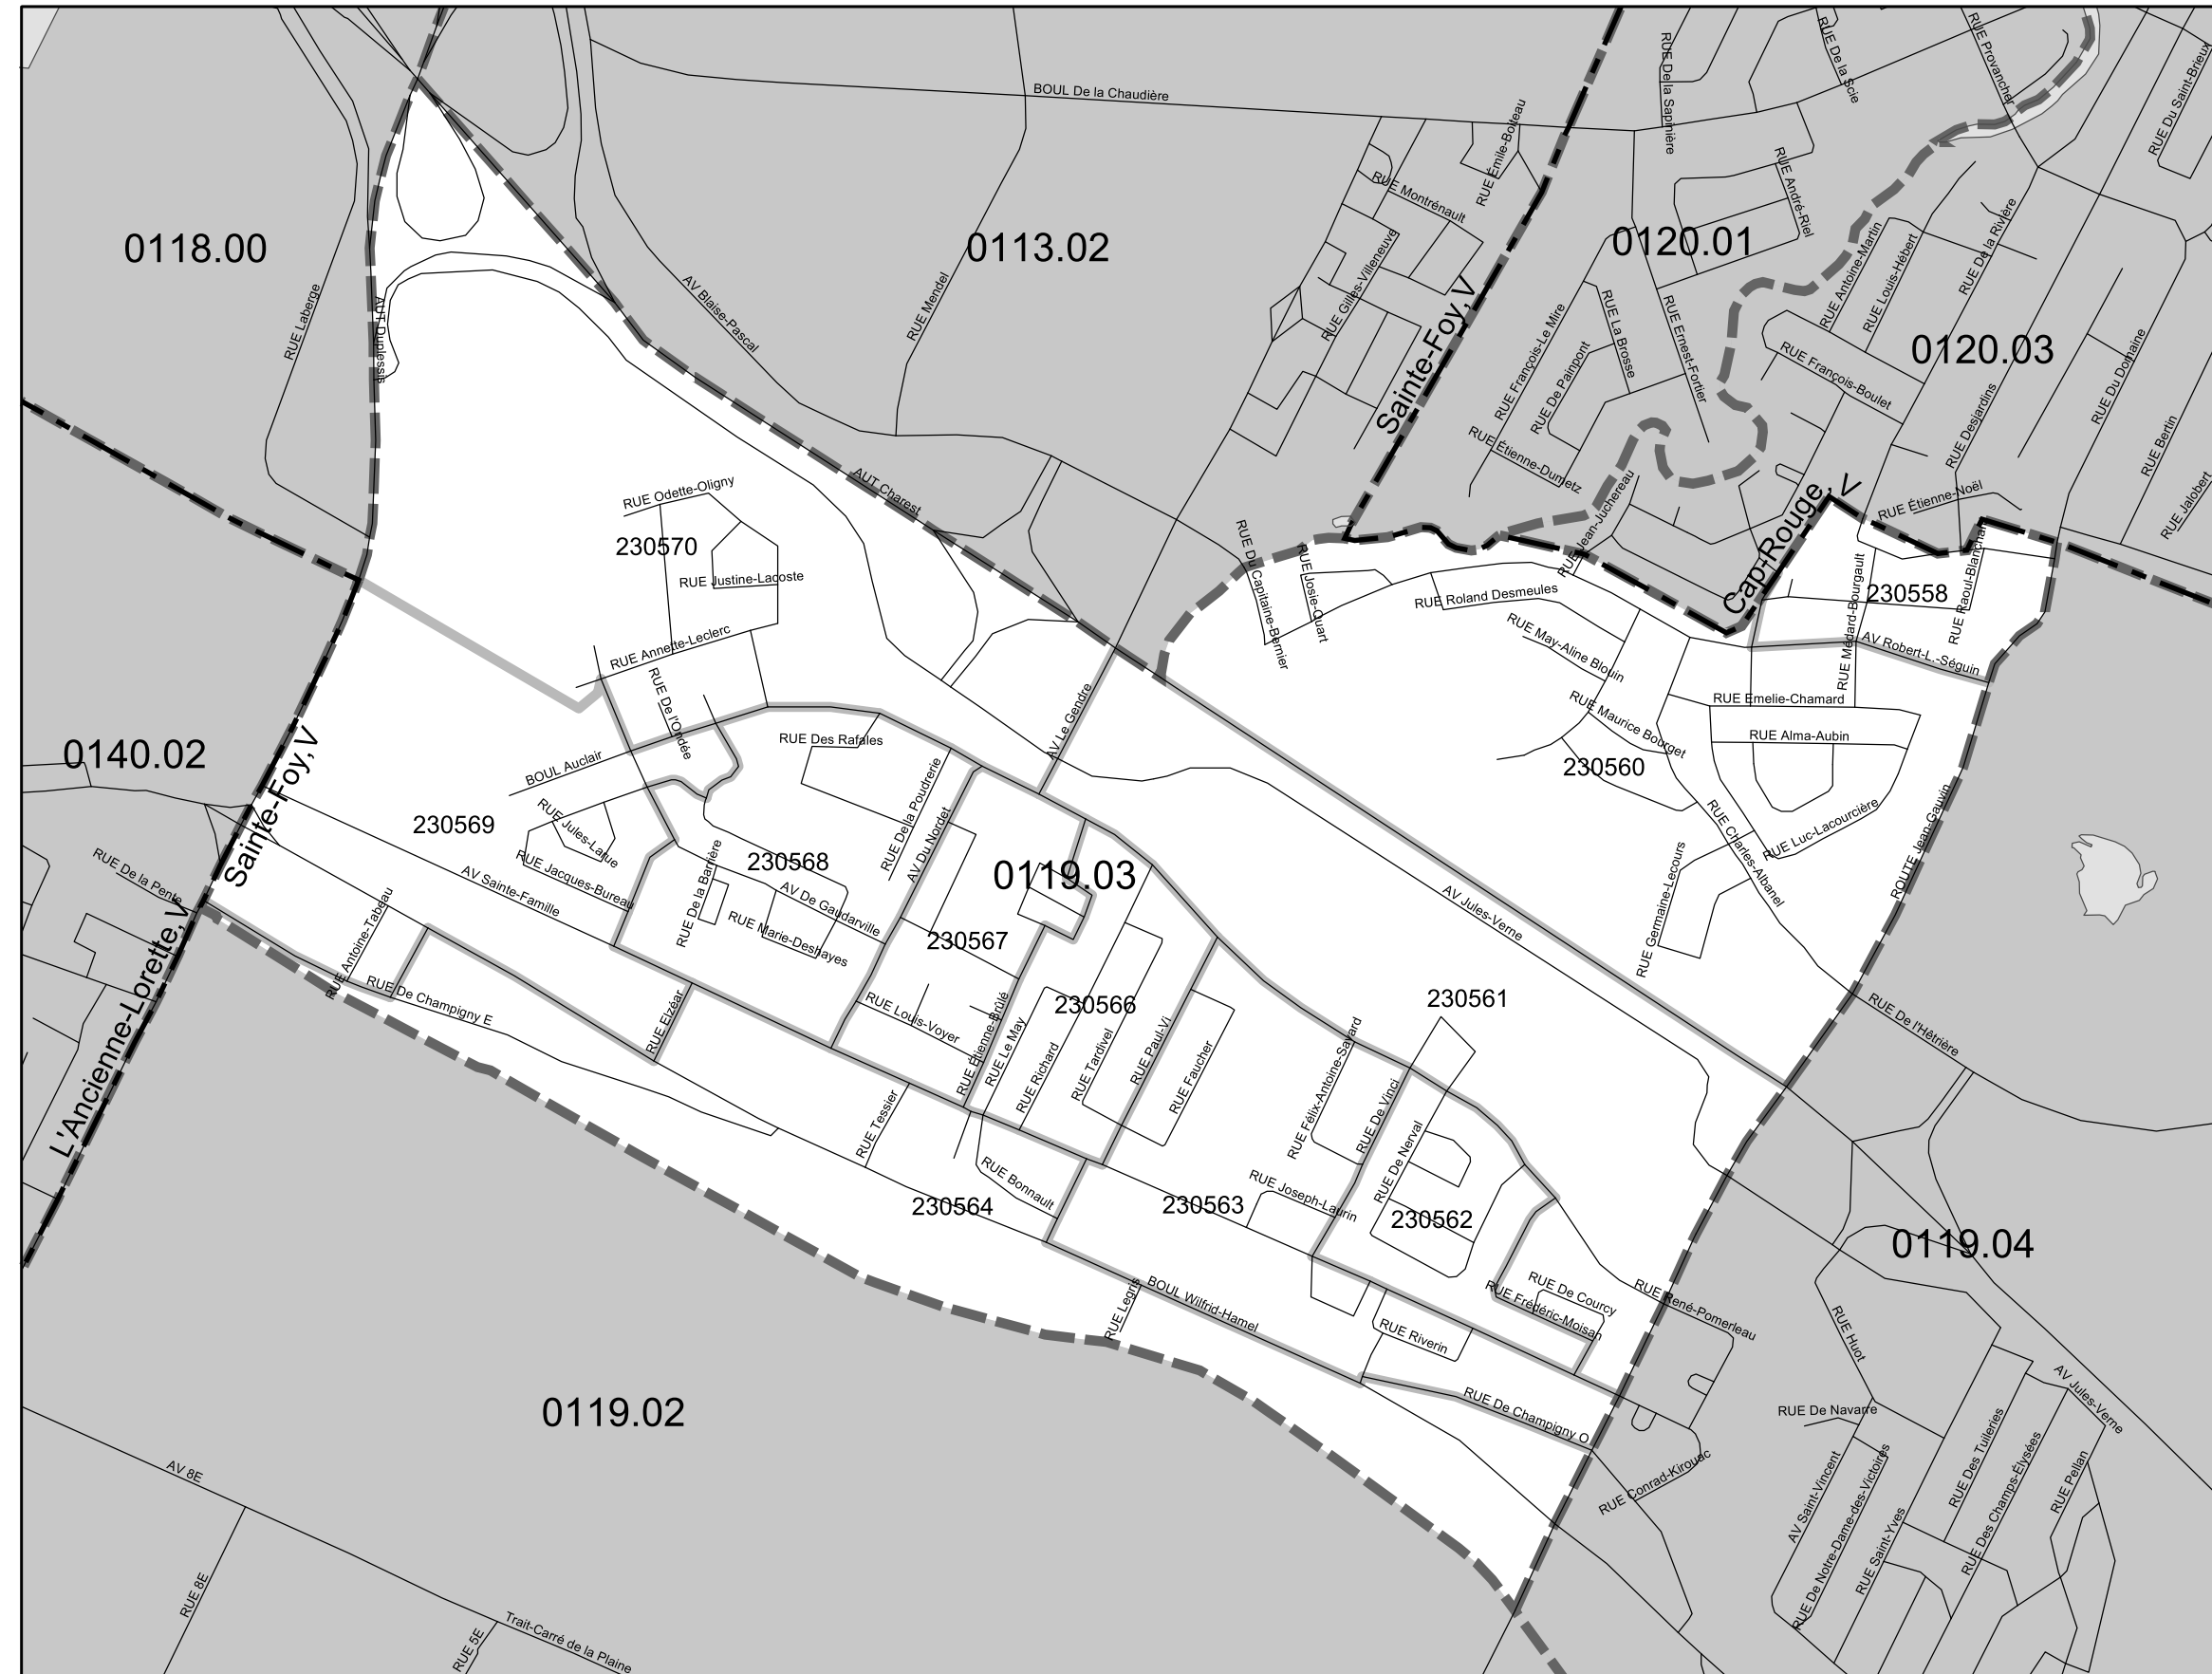 BOUL De la Chaudière
RUE De la Sapinière
RUE De la Scie
RUE Provancher
RUE Du Saint-Brieux
RUE Émile-Boiteau
RUE Montrénault
RUE André-Riel
0118.00
0113.02
0120.01
RUE Laberge
AUT Duplessis
AV Blaise-Pascal
RUE Mendel
RUE Gilles-Villeneuve
Sainte-Foy, V
RUE François-Le Mire
RUE La Brosse
RUE De Painpont
RUE Ernest-Fortier
RUE Antoine-Martin
RUE Louis-Hébert
RUE De la Rivière
0120.03
RUE François-Boulet
RUE Desjardins
RUE Du Domaine
RUE Bertin
RUE Jalobert
RUE Étienne-Dumetz
RUE Jean-Juchereau
Cap-Rouge, V
RUE Étienne-Noël
AUT Charest
RUE Odette-Oligny
230570
RUE Justine-Lacoste
RUE Annette-Leclerc
RUE De l'Ondée
RUE Du Capitaine-Bernier
RUE Josie-Quart
RUE Roland Desmeules
RUE May-Aline Blouin
RUE Maurice Bourget
RUE Médard-Bourgault
230558
RUE Raoul-Blanchard
AV Robert-L.-Séguin
RUE Emelie-Chamard
RUE Alma-Aubin
230560
RUE Charles-Albanel
RUE Luc-Lacourcière
RUE Germaine-Lecours
ROUTE Jean-Gauvin
0140.02
Sainte-Foy, V
BOUL Auclair
RUE Des Rafales
AV Le Gendre
RUE De la Poudrerie
AV Du Nordet
230569
RUE Jules-Larue
RUE Jacques-Bureau
230568
RUE De la Barrière
AV De Gaudarville
RUE Marie-Deshayes
0119.03
230567
AV Jules-Verne
RUE De la Pente
AV Sainte-Famille
RUE Antoine-Tabeau
L'Ancienne-Lorette, V
RUE De Champigny E
RUE Elzéar
RUE Louis-Voyer
RUE Étienne-Brûlé
RUE Le May
230566
RUE Richard
RUE Tardivel
RUE Paul-Vi
RUE Faucher
230561
RUE Félix-Antoine-Savard
RUE De Vinci
RUE De Nerval
RUE De l'Hêtrière
RUE Tessier
RUE Bonnault
230564
230563
RUE Joseph-Laurin
230562
0119.04
RUE Legris
BOUL Wilfrid-Hamel
RUE Riverin
RUE Frédéric-Moisan
RUE De Courcy
RUE René-Pomerleau
RUE Huot
RUE De Champigny O
0119.02
RUE De Navarre
AV Jules-Verne
RUE Conrad-Kirouac
AV Saint-Vincent
RUE De Notre-Dame-des-Victoires
RUE Saint-Yves
RUE Des Tuileries
RUE Des Champs-Élysées
RUE Pellan
AV 8E
RUE 8E
RUE 5E
Trait-Carré de la Plaine